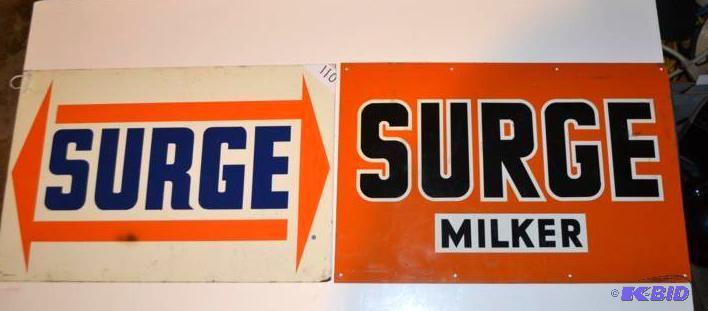 SURGE
110
SURGE
MILKER
© K-BID